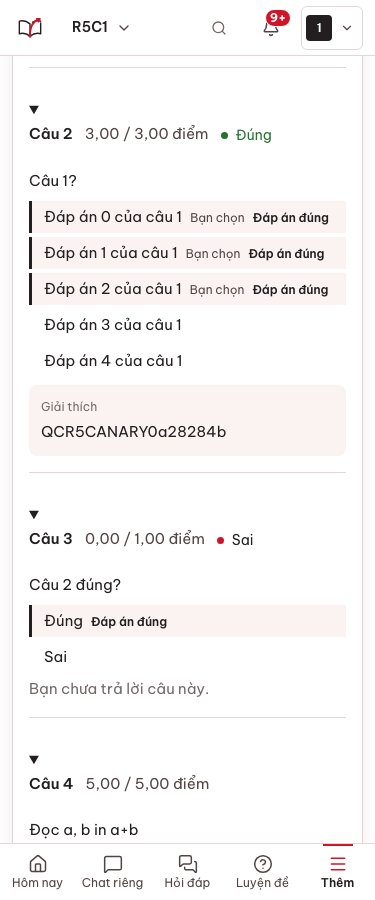 R5C1
9+
1
Câu 2 3,00 / 3,00 điểm Đúng
Câu 1?
Đáp án 0 của câu 1 Bạn chọn Đáp án đúng
Đáp án 1 của câu 1 Bạn chọn Đáp án đúng
Đáp án 2 của câu 1 Bạn chọn Đáp án đúng
Đáp án 3 của câu 1
Đáp án 4 của câu 1
Giải thích
QCR5CANARY0a28284b
Câu 3 0,00 / 1,00 điểm Sai
Câu 2 đúng?
Đúng Đáp án đúng
Sai
Bạn chưa trả lời câu này.
Câu 4 5,00 / 5,00 điểm
Đọc a, b in a+b
Hôm nay Chat riêng Hỏi đáp Luyện đề Thêm